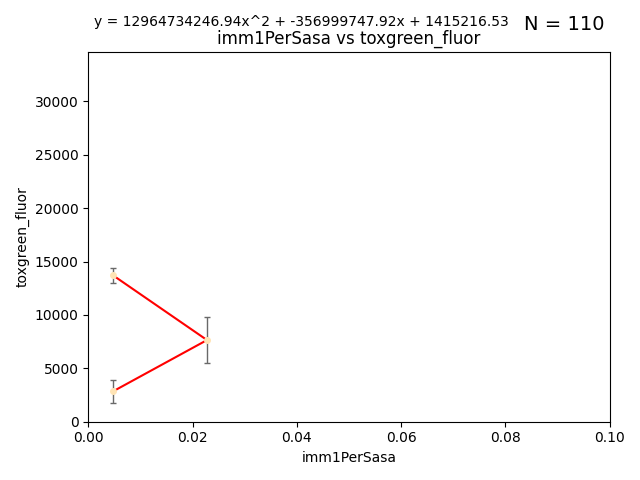 y = 12964734246.94x^2 + -356999747.92x + 1415216.53
N = 110
imm1PerSasa vs toxgreen_fluor
30000
25000
20000
15000
10000
5000
0
toxgreen_fluor
0.00 0.02 0.04 0.06 0.08 0.10
imm1PerSasa